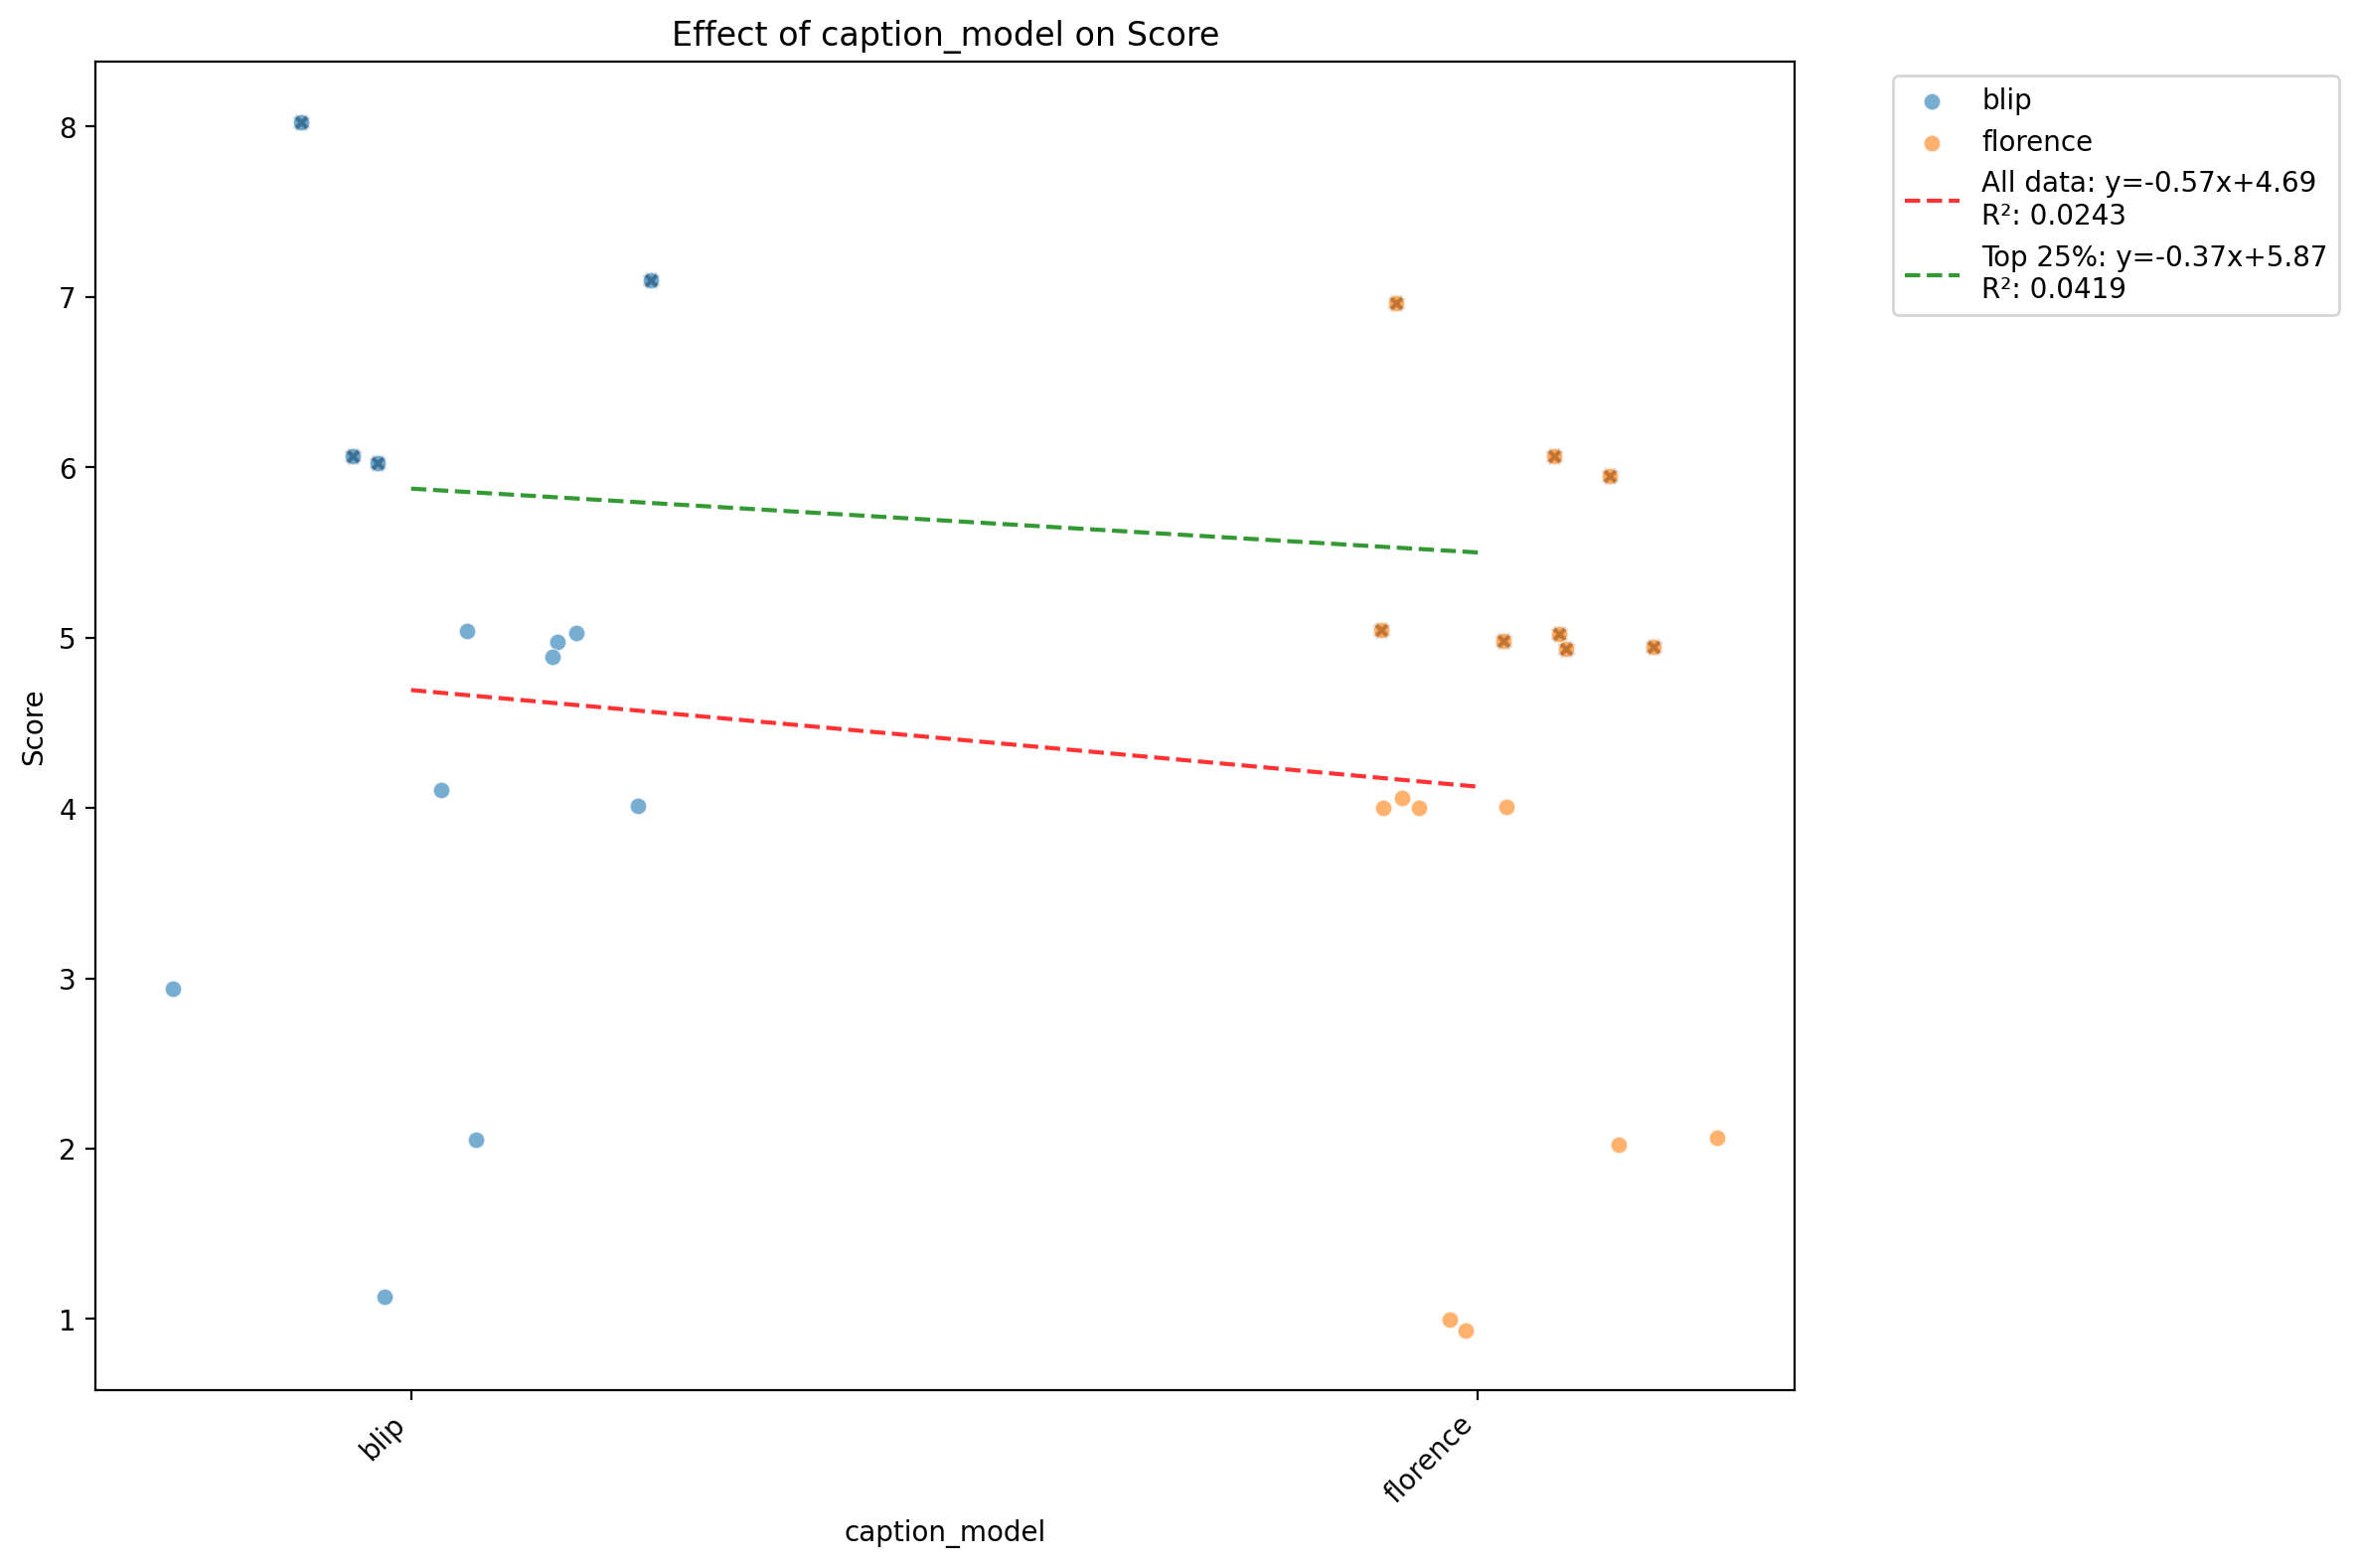 Effect of caption_model on Score
8
7
6
5
4
3
2
1
Score
blip
florence
caption_model
blip
florence
All data: y=-0.57x+4.69
R²: 0.0243
Top 25%: y=-0.37x+5.87
R²: 0.0419